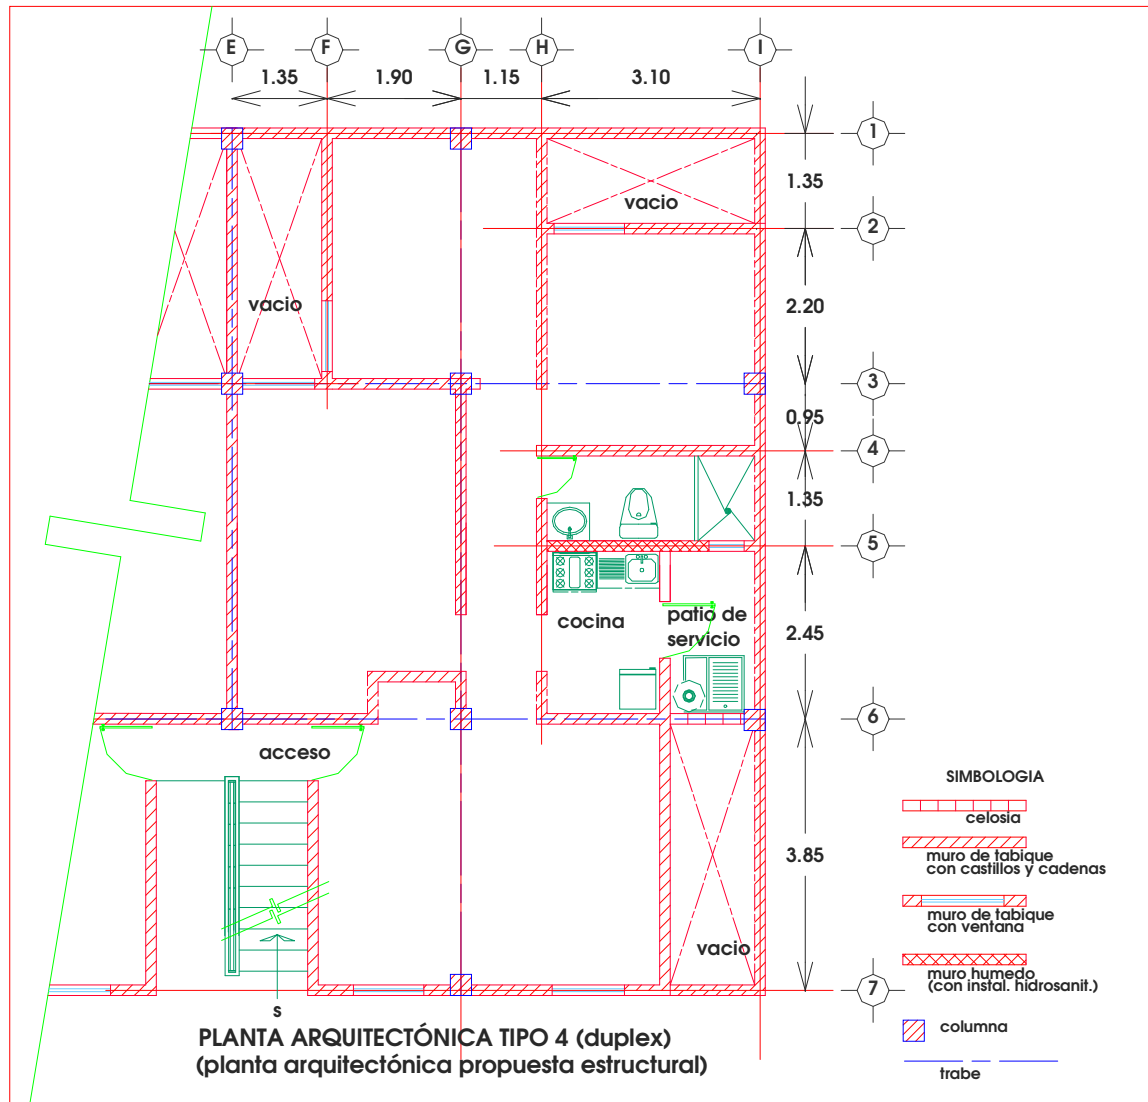 E F G H I
1.35 1.90 1.15 3.10
1
1.35
vacio
2
2.20
vacio
3
0.95
4
1.35
5
cocina
patio de
servicio
2.45
6
acceso
SIMBOLOGIA
celosia
muro de tabique
con castillos y cadenas
3.85
muro de tabique
con ventana
vacio
muro humedo
(con instal. hidrosanit.)
7
s
columna
trabe
PLANTA ARQUITECTÓNICA TIPO 4 (duplex)
(planta arquitectónica propuesta estructural)